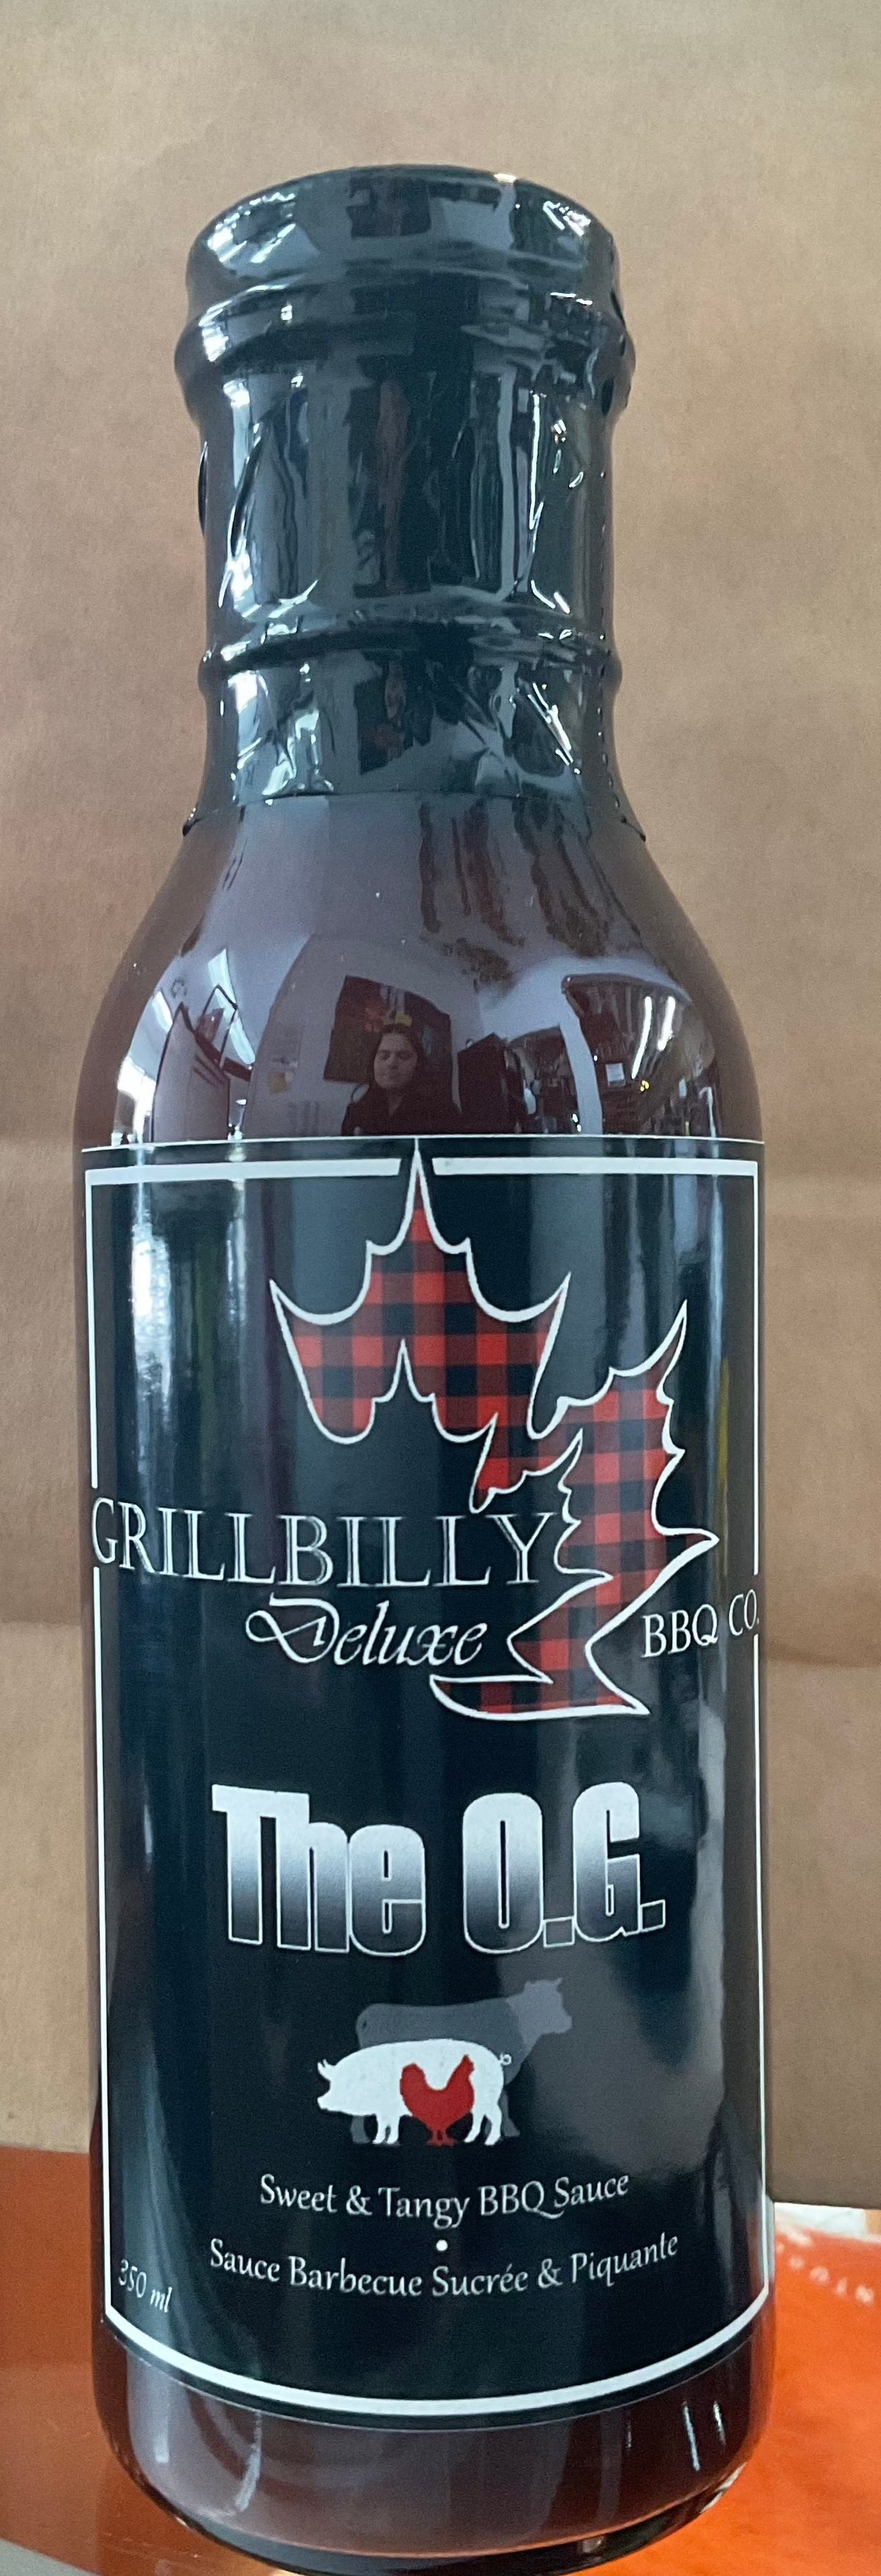 GRILLBILLY
Deluxe
BBQ CO.
The O.G.
Sweet & Tangy BBQ Sauce
Sauce Barbecue Sucrée & Piquante
350 ml